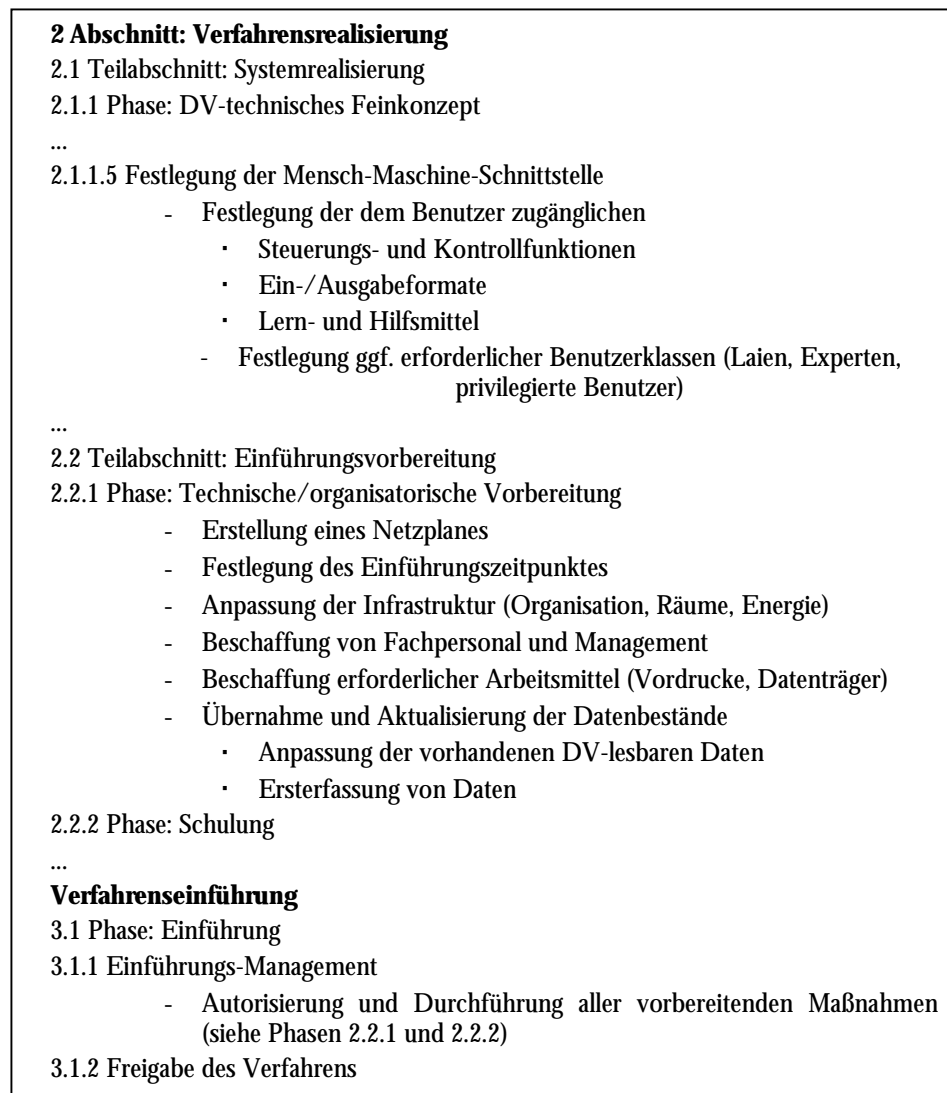 2 Abschnitt: Verfahrensrealisierung
2.1 Teilabschnitt: Systemrealisierung
2.1.1 Phase: DV-technisches Feinkonzept
...
2.1.1.5 Festlegung der Mensch-Maschine-Schnittstelle
- Festlegung der dem Benutzer zugänglichen
· Steuerungs- und Kontrollfunktionen
· Ein-/Ausgabeformate
· Lern- und Hilfsmittel
- Festlegung ggf. erforderlicher Benutzerklassen (Laien, Experten,
privilegierte Benutzer)
...
2.2 Teilabschnitt: Einführungsvorbereitung
2.2.1 Phase: Technische/organisatorische Vorbereitung
- Erstellung eines Netzplanes
- Festlegung des Einführungszeitpunktes
- Anpassung der Infrastruktur (Organisation, Räume, Energie)
- Beschaffung von Fachpersonal und Management
- Beschaffung erforderlicher Arbeitsmittel (Vordrucke, Datenträger)
- Übernahme und Aktualisierung der Datenbestände
· Anpassung der vorhandenen DV-lesbaren Daten
· Ersterfassung von Daten
2.2.2 Phase: Schulung
...
Verfahrenseinführung
3.1 Phase: Einführung
3.1.1 Einführungs-Management
- Autorisierung und Durchführung aller vorbereitenden Maßnahmen
(siehe Phasen 2.2.1 und 2.2.2)
3.1.2 Freigabe des Verfahrens